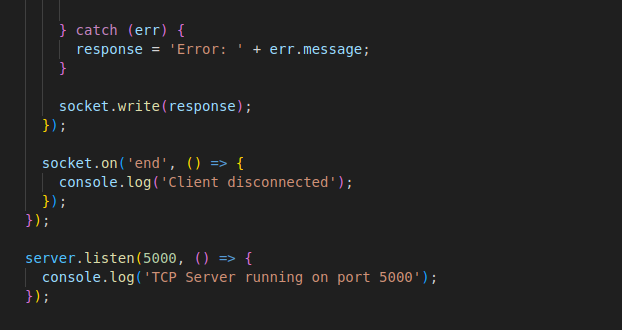 } catch (err) {
response = 'Error: ' + err.message;
}
socket.write(response);
});
socket.on('end', () => {
console.log('Client disconnected');
});
});
server.listen(5000, () => {
console.log('TCP Server running on port 5000');
});